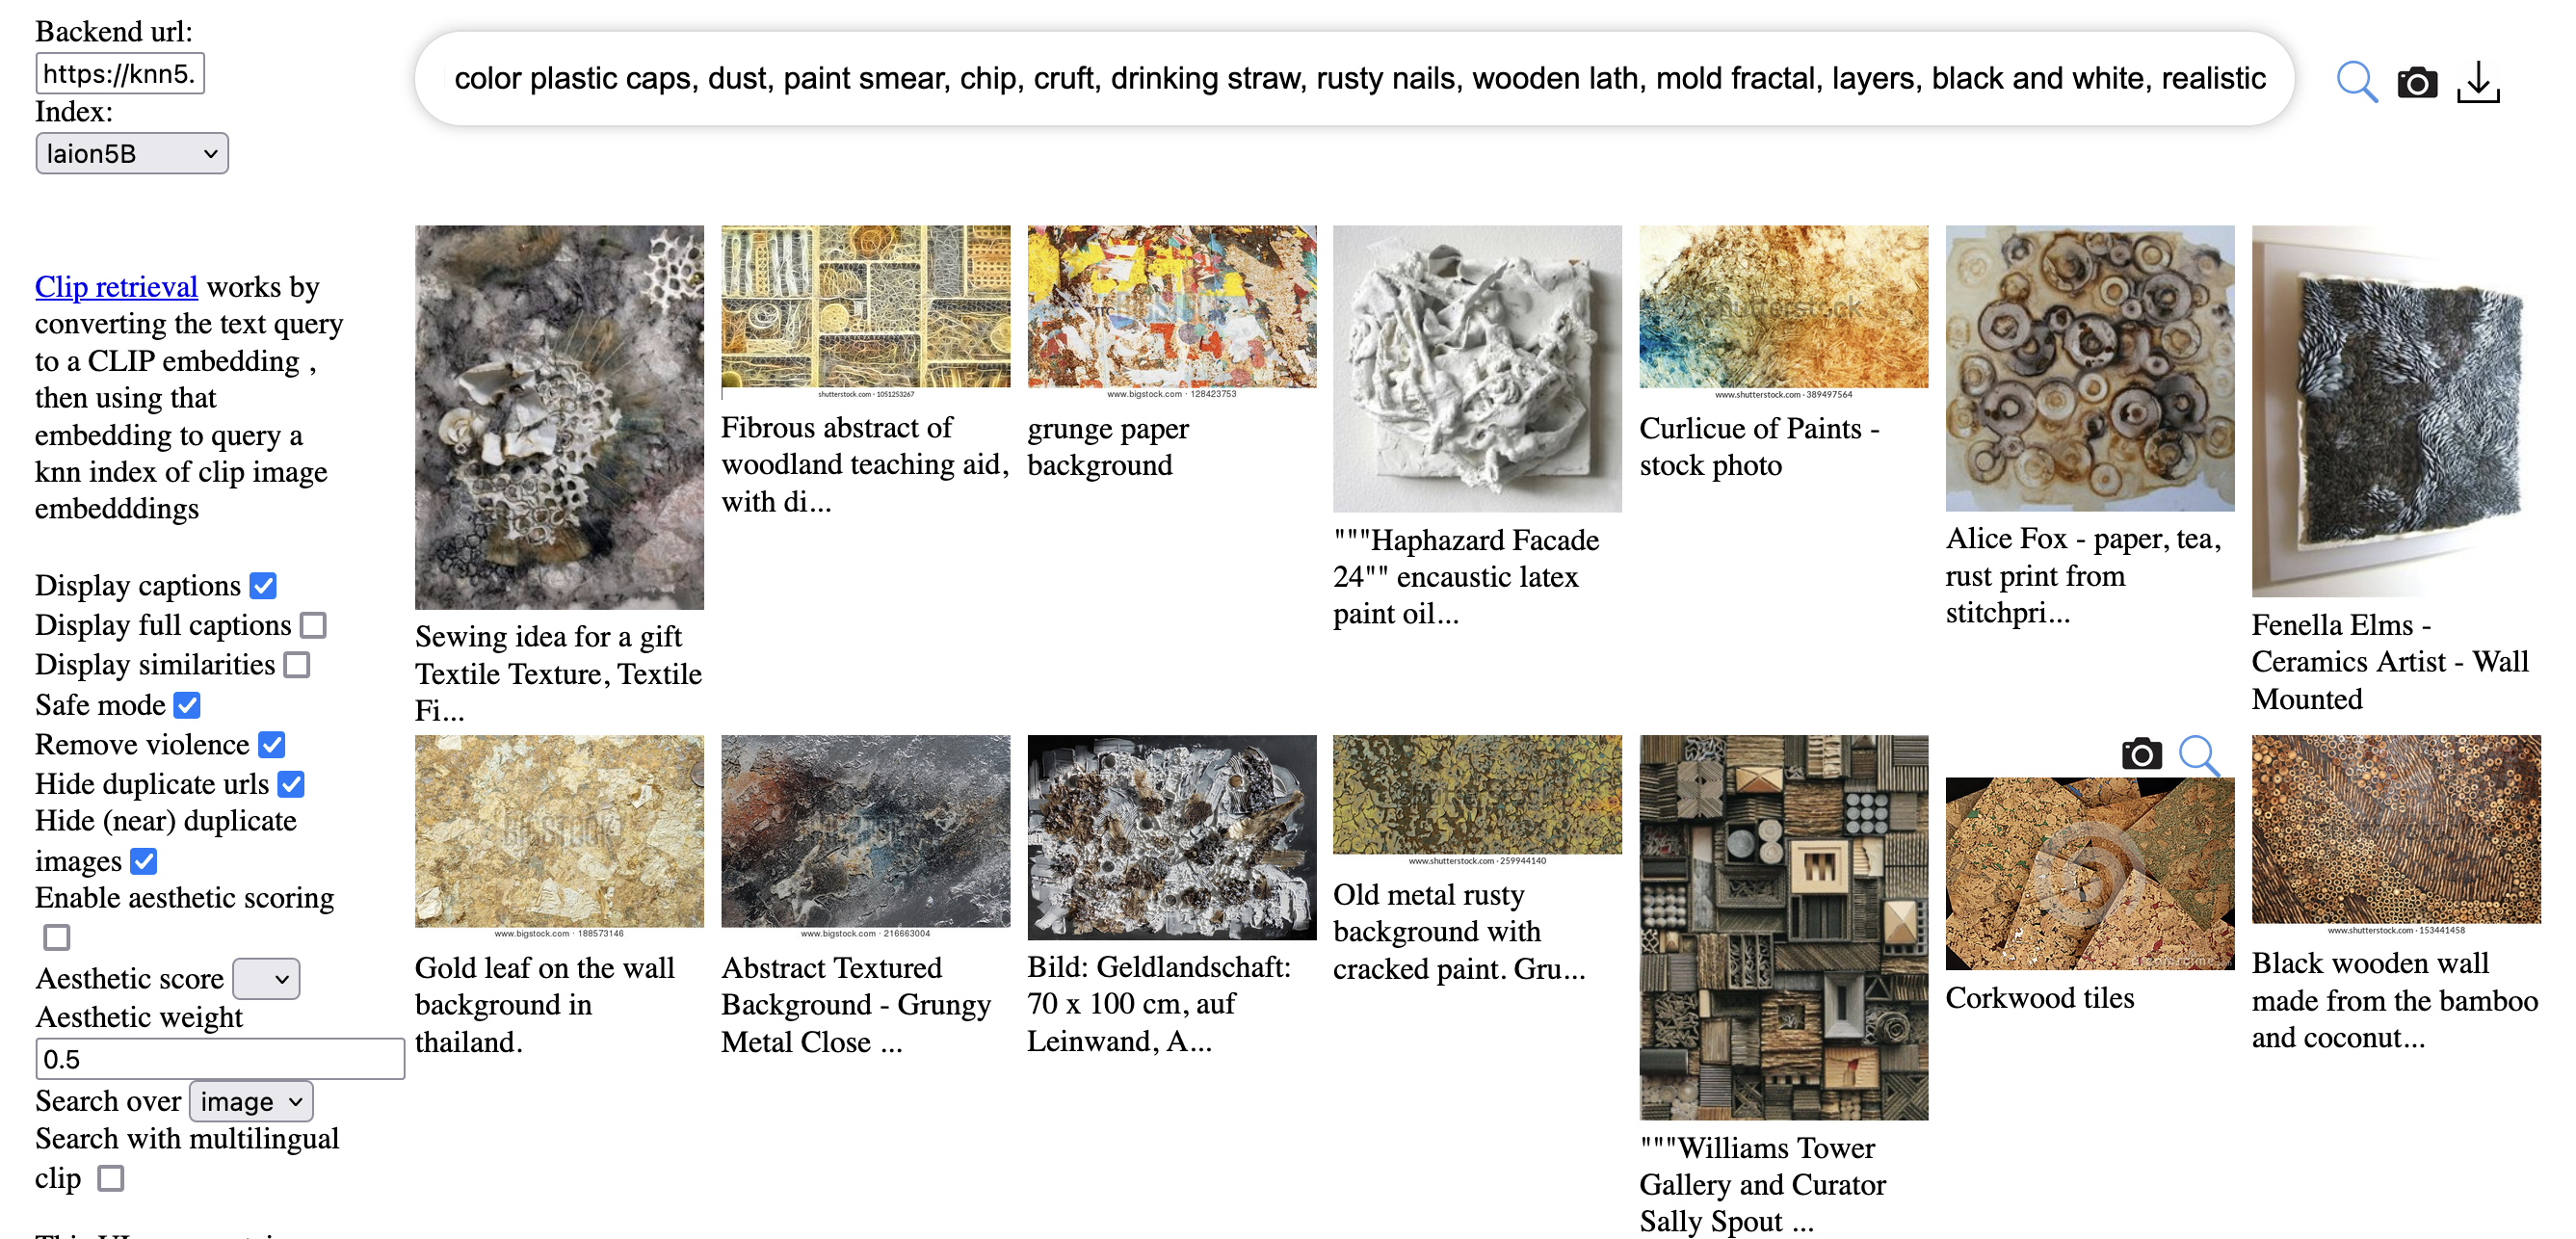 Backend url:
https://knn5.
Index:
laion5B
color plastic caps, dust, paint smear, chip, cruft, drinking straw, rusty nails, wooden lath, mold fractal, layers, black and white, realistic
Clip retrieval works by
converting the text query
to a CLIP embedding ,
then using that
embedding to query a
knn index of clip image
embedddings
Display captions
Display full captions
Display similarities
Safe mode
Remove violence
Hide duplicate urls
Hide (near) duplicate
images
Enable aesthetic scoring
Aesthetic score
Aesthetic weight
0.5
Search over image
Search with multilingual
clip
Sewing idea for a gift
Textile Texture, Textile
Fi...
shutterstock.com · 1051253267
Fibrous abstract of
woodland teaching aid,
with di...
www.bigstock.com · 128423753
grunge paper
background
"""Haphazard Facade
24"" encaustic latex
paint oil...
shutterstock
www.shutterstock.com · 389497564
Curlicue of Paints -
stock photo
Alice Fox - paper, tea,
rust print from
stitchpri...
Fenella Elms -
Ceramics Artist - Wall
Mounted
BIGSTOCK
www.bigstock.com · 188573146
Gold leaf on the wall
background in
thailand.
www.bigstock.com · 216663004
Abstract Textured
Background - Grungy
Metal Close ...
Bild: Geldlandschaft:
70 x 100 cm, auf
Leinwand, A...
www.shutterstock.com · 259944140
Old metal rusty
background with
cracked paint. Gru...
"""Williams Tower
Gallery and Curator
Sally Spout ...
Corkwood tiles
www.shutterstock.com · 153441458
Black wooden wall
made from the bamboo
and coconut...